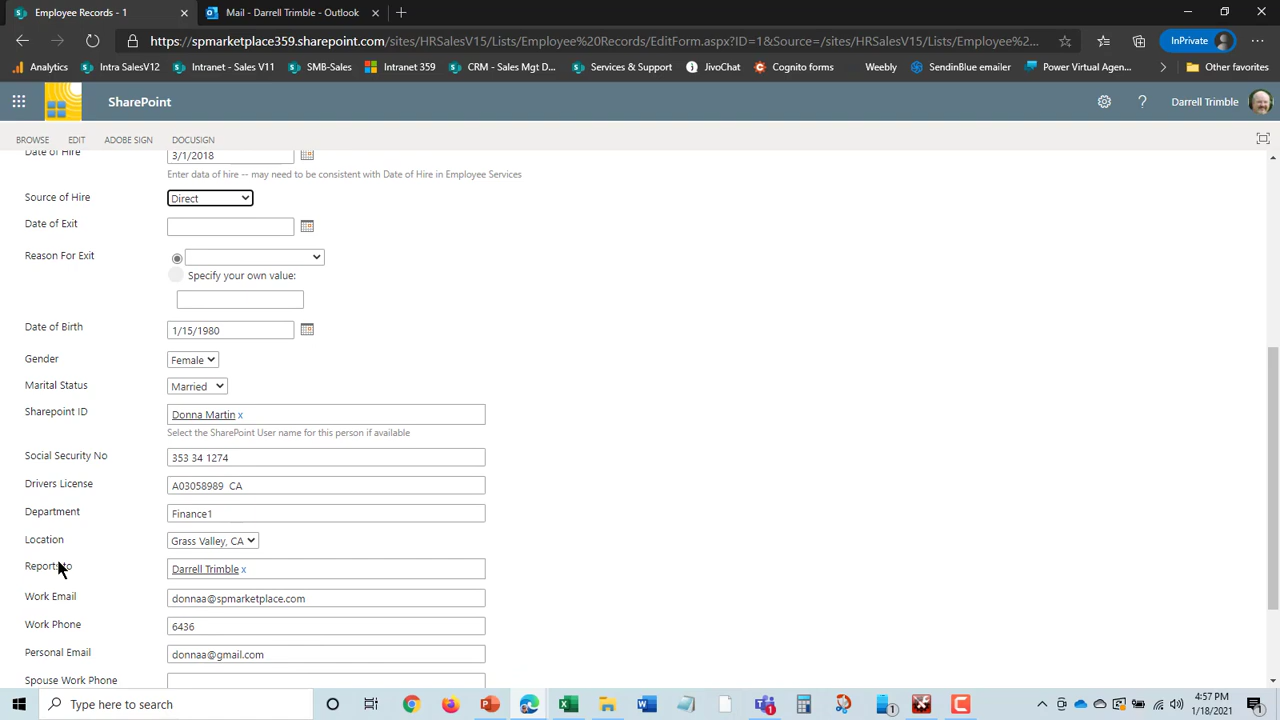 Employee Records - 1
Mail - Darrell Trimble - Outlook
https://spmarketplace359.sharepoint.com/sites/HRSalesV15/Lists/Employee%20Records/EditForm.aspx?ID=1&Source=/sites/HRSalesV15/Lists/Employee%2...
InPrivate
Analytics
Intra SalesV12
Intranet - Sales V11
SMB-Sales
Intranet 359
CRM - Sales Mgt D...
Services & Support
JivoChat
Cognito forms
Weebly
SendinBlue emailer
Power Virtual Agen...
Other favorites
SharePoint
Darrell Trimble
BROWSE EDIT ADOBE SIGN DOCUSIGN
Date of Hire 3/1/2018
Enter data of hire -- may need to be consistent with Date of Hire in Employee Services
Source of Hire Direct
Date of Exit
Reason For Exit
Specify your own value:
Date of Birth 1/15/1980
Gender Female
Marital Status Married
Sharepoint ID Donna Martin x
Select the SharePoint User name for this person if available
Social Security No 353 34 1274
Drivers License A03058989 CA
Department Finance1
Location Grass Valley, CA
Reports to Darrell Trimble x
Work Email donnaa@spmarketplace.com
Work Phone 6436
Personal Email donnaa@gmail.com
Spouse Work Phone
Type here to search
4:57 PM
1/18/2021